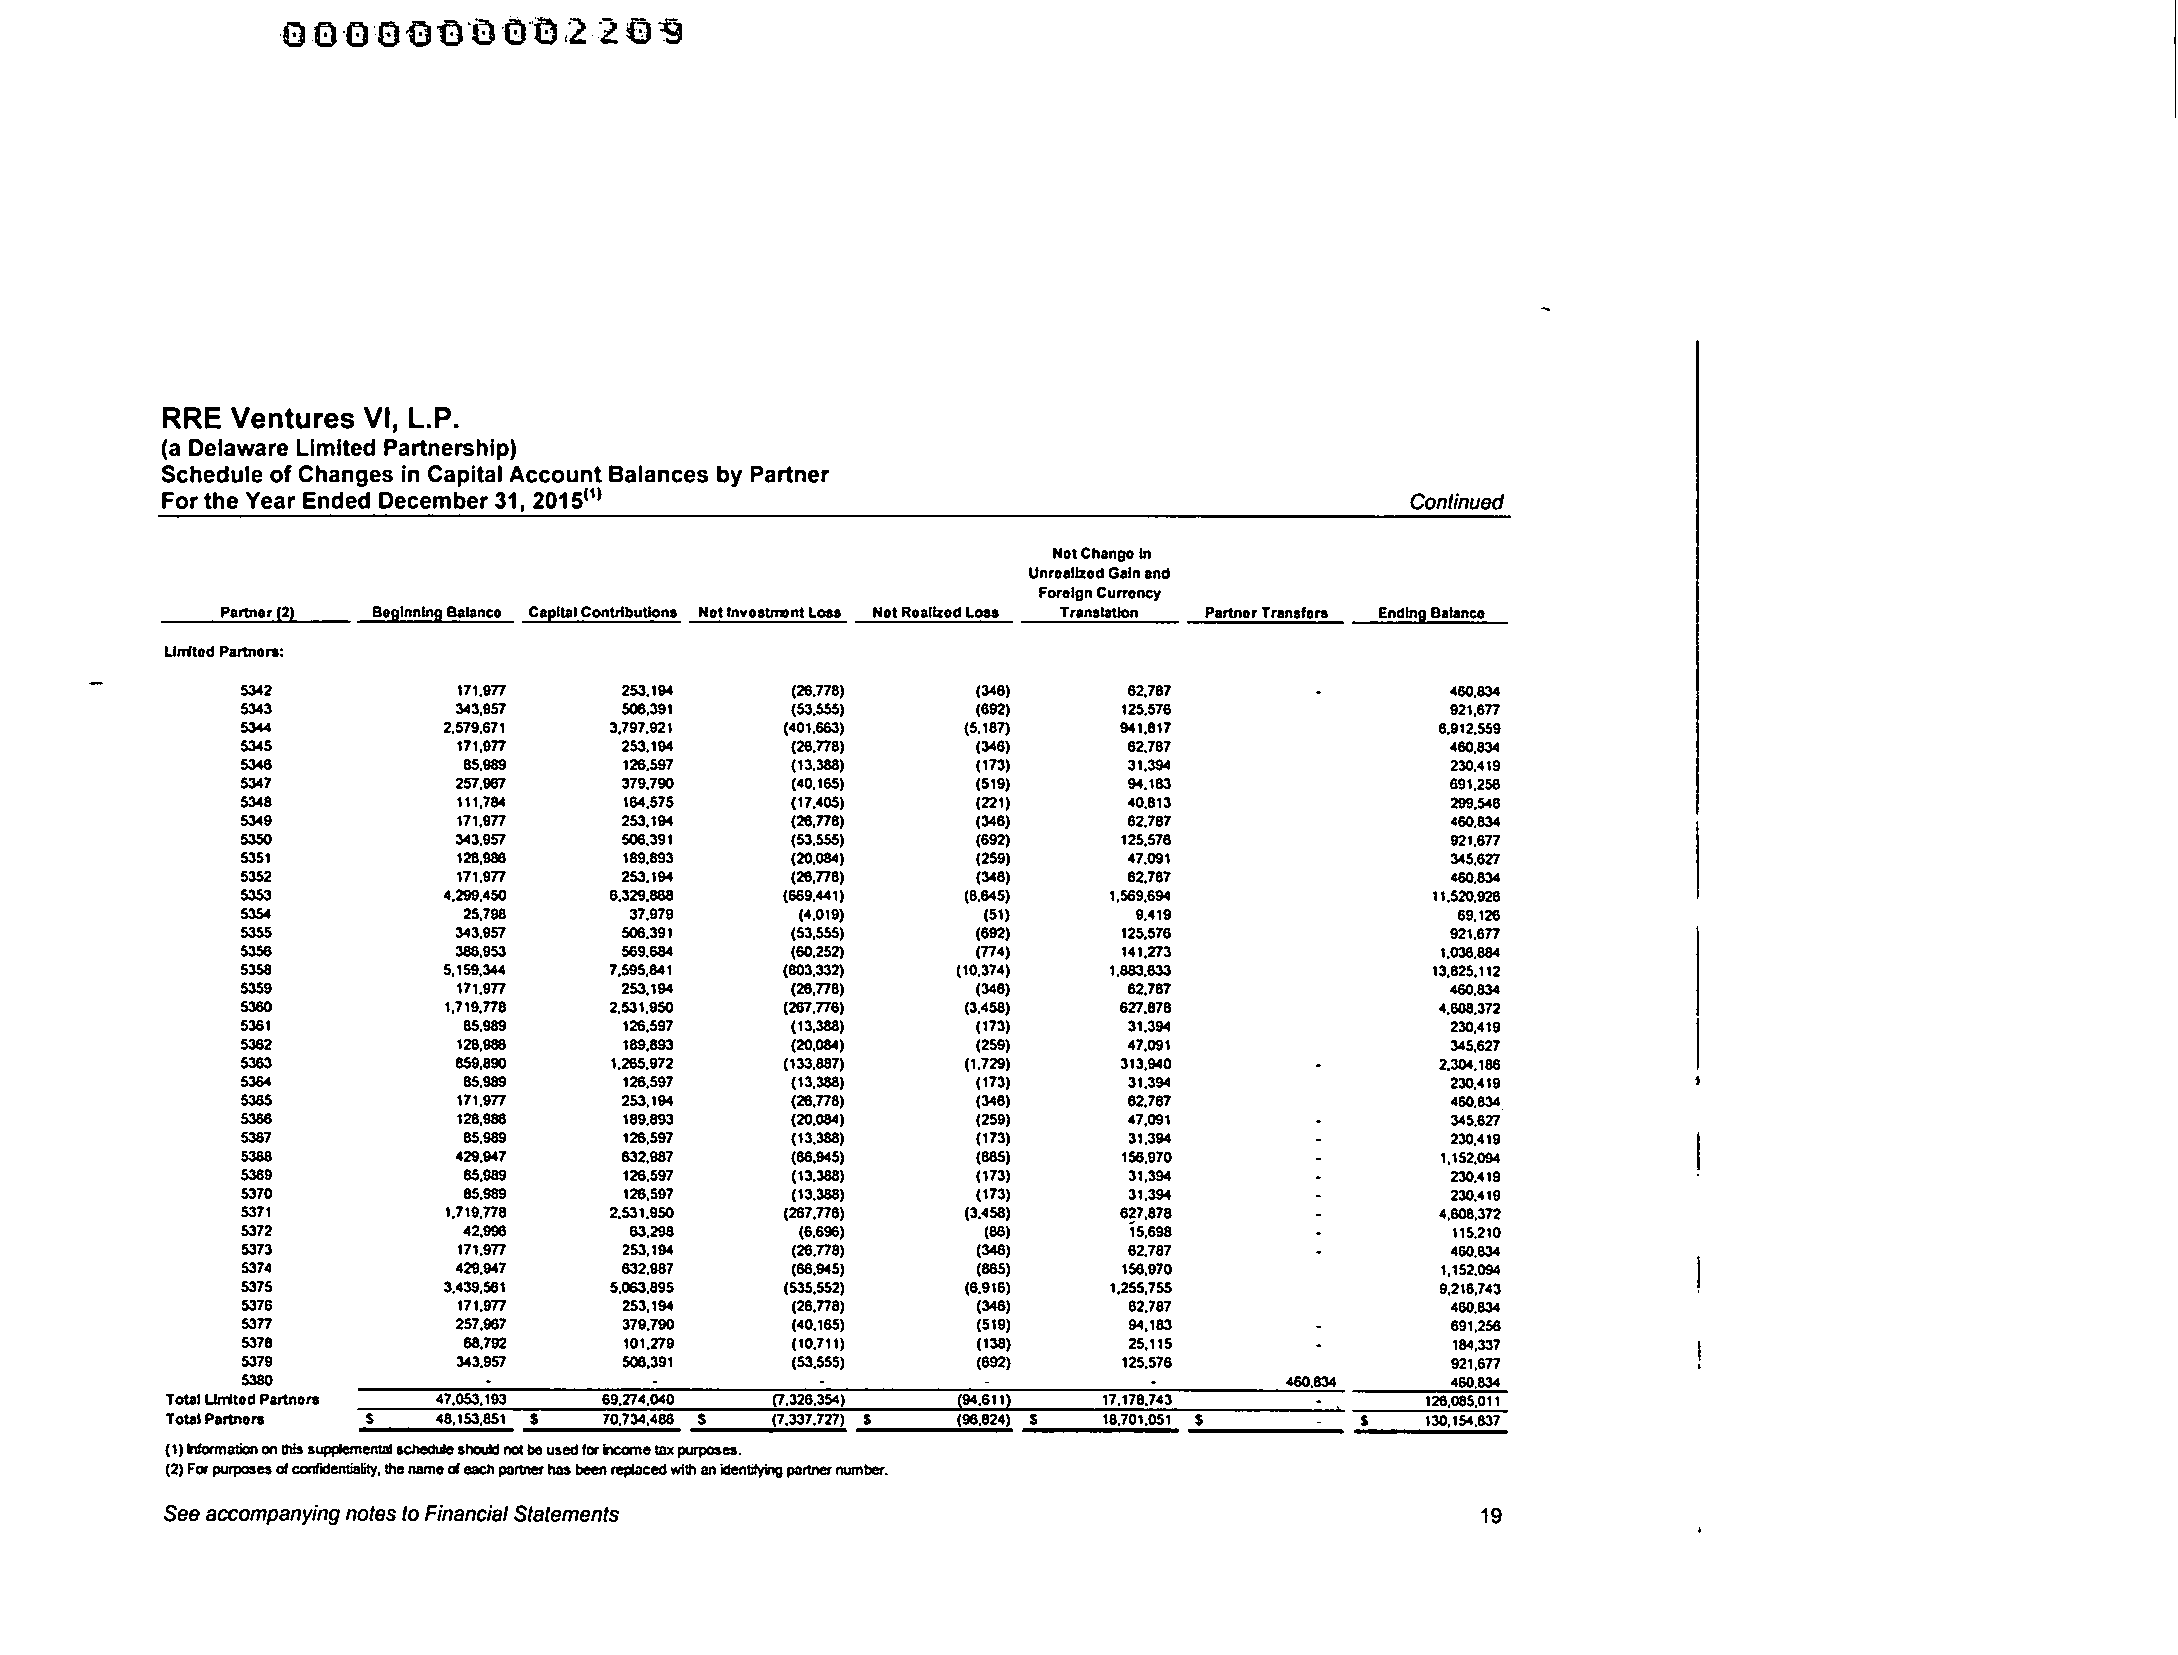 0000000002209
RRE Ventures VI, L.P.
(a Delaware Limited Partnership)
Schedule of Changes in Capital Account Balances by Partner
For the Year Ended December 31, 2015(1) Continued
Net Change in
Unrealized Gain and
Foreign Currency
Partner (2) Beginning Balance Capital Contributions Net Investment Loss Net Realized Loss Translation Partner Transfers Ending Balance
Limited Partners:
5342 171,977 253,194 (26,778) (346) 62,787 - 460,834
5343 343,957 506,391 (53,555) (692) 125,576 921,677
5344 2,579,671 3,797,921 (401,663) (5,187) 941,817 6,912,559
5345 171,977 253,194 (26,778) (346) 62,787 460,834
5346 85,989 126,597 (13,388) (173) 31,394 230,419
5347 257,967 379,790 (40,165) (519) 94,183 691,256
5348 111,784 164,575 (17,405) (221) 40,813 299,546
5349 171,977 253,194 (26,778) (346) 62,787 460,834
5350 343,957 506,391 (53,555) (692) 125,576 921,677
5351 128,986 189,893 (20,084) (259) 47,091 345,627
5352 171,977 253,194 (26,778) (346) 62,787 460,834
5353 4,299,450 6,329,868 (669,441) (8,645) 1,569,694 11,520,926
5354 25,798 37,979 (4,019) (51) 9,419 69,126
5355 343,957 506,391 (53,555) (692) 125,576 921,677
5356 386,953 569,684 (60,252) (774) 141,273 1,036,884
5358 5,159,344 7,595,841 (803,332) (10,374) 1,883,633 13,825,112
5359 171,977 253,194 (26,778) (346) 62,787 460,834
5360 1,719,778 2,531,950 (267,776) (3,458) 627,878 4,608,372
5361 85,989 126,597 (13,388) (173) 31,394 230,419
5362 128,986 189,893 (20,084) (259) 47,091 345,627
5363 859,890 1,265,972 (133,887) (1,729) 313,940 - 2,304,186
5364 85,989 126,597 (13,388) (173) 31,394 230,419
5365 171,977 253,194 (26,778) (346) 62,787 460,834
5366 128,986 189,893 (20,084) (259) 47,091 - 345,627
5367 85,989 126,597 (13,388) (173) 31,394 - 230,419
5368 429,947 632,987 (66,945) (865) 156,970 - 1,152,094
5369 85,989 126,597 (13,388) (173) 31,394 - 230,419
5370 85,989 126,597 (13,388) (173) 31,394 - 230,419
5371 1,719,778 2,531,950 (267,776) (3,458) 627,878 - 4,608,372
5372 42,996 63,298 (6,696) (86) 15,698 - 115,210
5373 171,977 253,194 (26,778) (346) 62,787 - 460,834
5374 429,947 632,987 (66,945) (865) 156,970 1,152,094
5375 3,439,561 5,063,895 (535,552) (6,916) 1,255,755 9,216,743
5376 171,977 253,194 (26,778) (346) 62,787 460,834
5377 257,967 379,790 (40,165) (519) 94,183 - 691,256
5378 68,792 101,279 (10,711) (138) 25,115 - 184,337
5379 343,957 506,391 (53,555) (692) 125,576 921,677
5380 - - - - - 460,834 460,834
Total Limited Partners 47,053,193 69,274,040 (7,326,354) (94,611) 17,178,743 - 126,085,011
Total Partners $ 48,153,851 $ 70,734,486 $ (7,337,727) $ (96,824) $ 18,701,051 $ - $ 130,154,837
(1) Information on this supplemental schedule should not be used for income tax purposes.
(2) For purposes of confidentiality, the name of each partner has been replaced with an identifying partner number.
See accompanying notes to Financial Statements 19